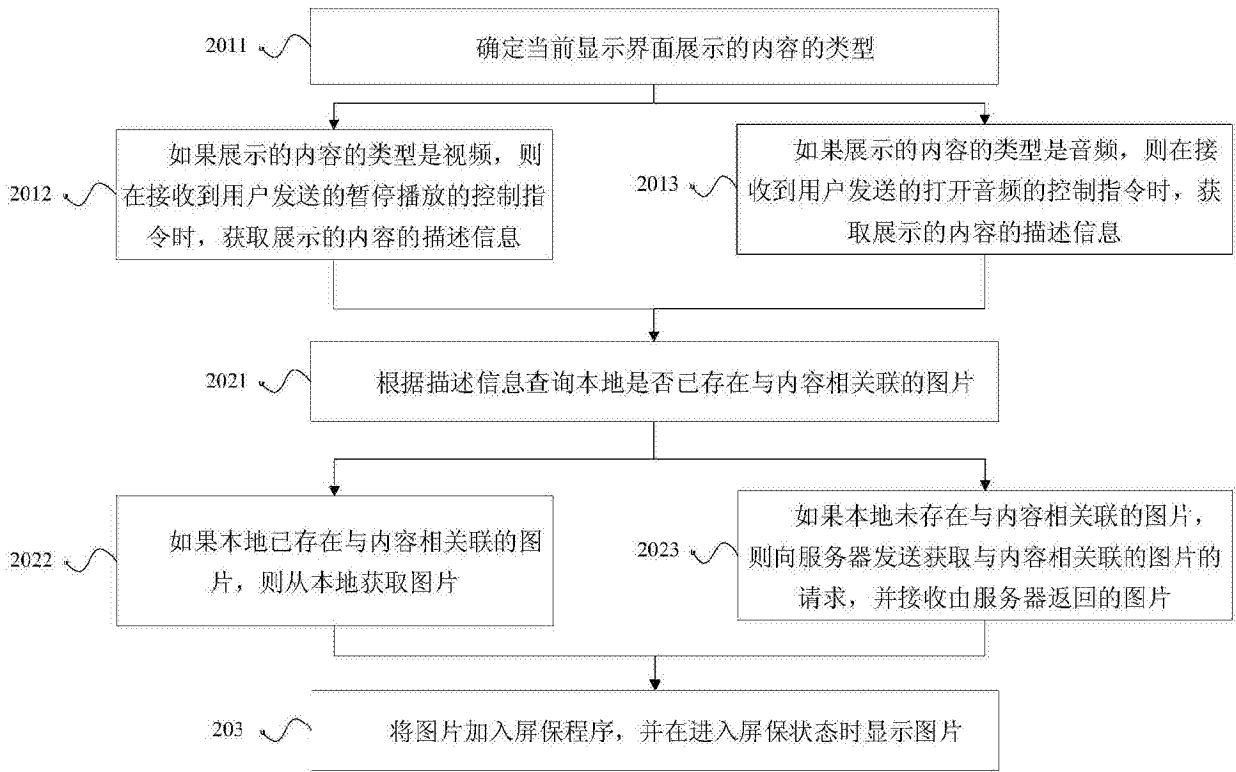 2011
确定当前显示界面展示的内容的类型
2012
如果展示的内容的类型是视频，则
在接收到用户发送的暂停播放的控制指
令时，获取展示的内容的描述信息
2013
如果展示的内容的类型是音频，则在接
收到用户发送的打开音频的控制指令时，获
取展示的内容的描述信息
2021
根据描述信息查询本地是否已存在与内容相关联的图片
2022
如果本地已存在与内容相关联的图
片，则从本地获取图片
2023
如果本地未存在与内容相关联的图片，
则向服务器发送获取与内容相关联的图片的
请求，并接收由服务器返回的图片
203
将图片加入屏保程序，并在进入屏保状态时显示图片